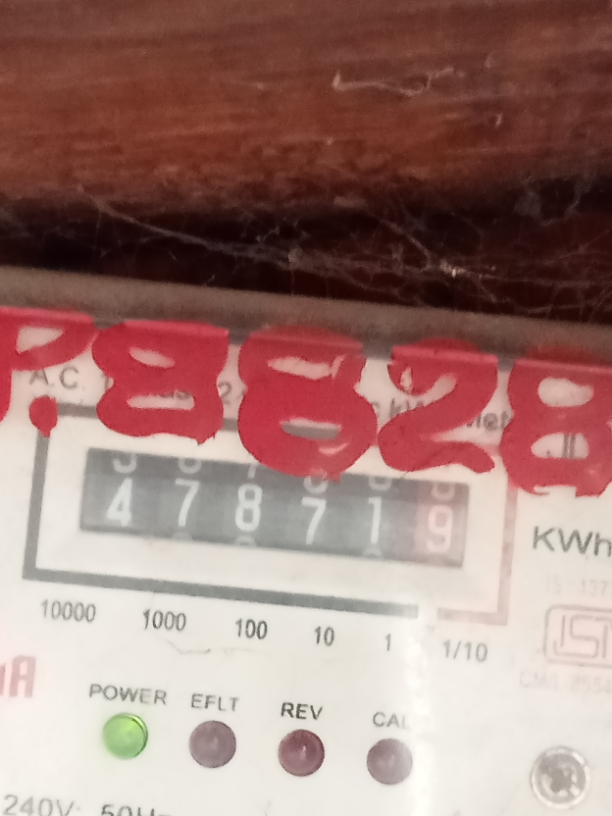 P.8828
A.C.
4 7 8 7 1 9
KWh
10000 1000 100 10 1 1/10
POWER EFLT REV CAL
240V 50Hz